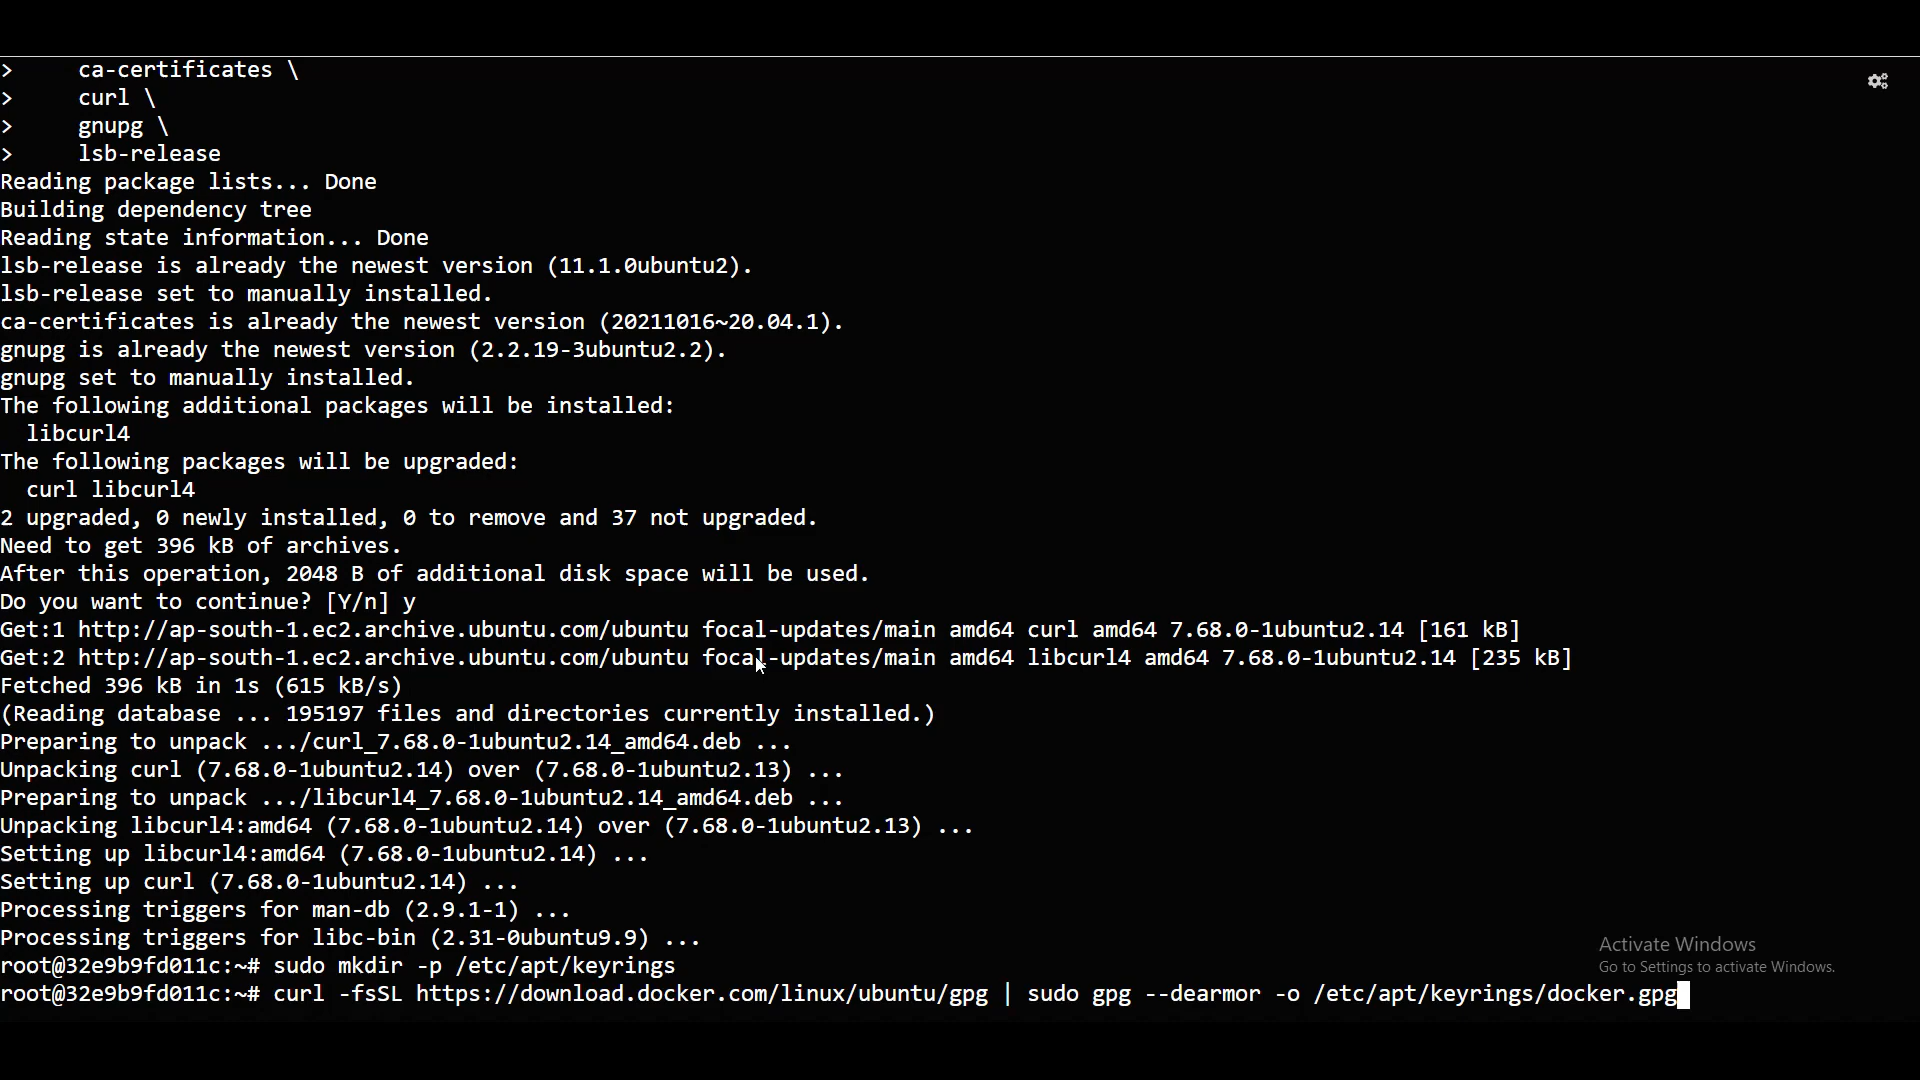 >     ca-certificates \
>     curl \
>     gnupg \
>     lsb-release
Reading package lists... Done
Building dependency tree
Reading state information... Done
lsb-release is already the newest version (11.1.0ubuntu2).
lsb-release set to manually installed.
ca-certificates is already the newest version (20211016~20.04.1).
gnupg is already the newest version (2.2.19-3ubuntu2.2).
gnupg set to manually installed.
The following additional packages will be installed:
  libcurl4
The following packages will be upgraded:
  curl libcurl4
2 upgraded, 0 newly installed, 0 to remove and 37 not upgraded.
Need to get 396 kB of archives.
After this operation, 2048 B of additional disk space will be used.
Do you want to continue? [Y/n] y
Get:1 http://ap-south-1.ec2.archive.ubuntu.com/ubuntu focal-updates/main amd64 curl amd64 7.68.0-1ubuntu2.14 [161 kB]
Get:2 http://ap-south-1.ec2.archive.ubuntu.com/ubuntu focal-updates/main amd64 libcurl4 amd64 7.68.0-1ubuntu2.14 [235 kB]
Fetched 396 kB in 1s (615 kB/s)
(Reading database ... 195197 files and directories currently installed.)
Preparing to unpack .../curl_7.68.0-1ubuntu2.14_amd64.deb ...
Unpacking curl (7.68.0-1ubuntu2.14) over (7.68.0-1ubuntu2.13) ...
Preparing to unpack .../libcurl4_7.68.0-1ubuntu2.14_amd64.deb ...
Unpacking libcurl4:amd64 (7.68.0-1ubuntu2.14) over (7.68.0-1ubuntu2.13) ...
Setting up libcurl4:amd64 (7.68.0-1ubuntu2.14) ...
Setting up curl (7.68.0-1ubuntu2.14) ...
Processing triggers for man-db (2.9.1-1) ...
Processing triggers for libc-bin (2.31-0ubuntu9.9) ...
root@32e9b9fd011c:~# sudo mkdir -p /etc/apt/keyrings
root@32e9b9fd011c:~# curl -fsSL https://download.docker.com/linux/ubuntu/gpg | sudo gpg --dearmor -o /etc/apt/keyrings/docker.gpg
Activate Windows
Go to Settings to activate Windows.